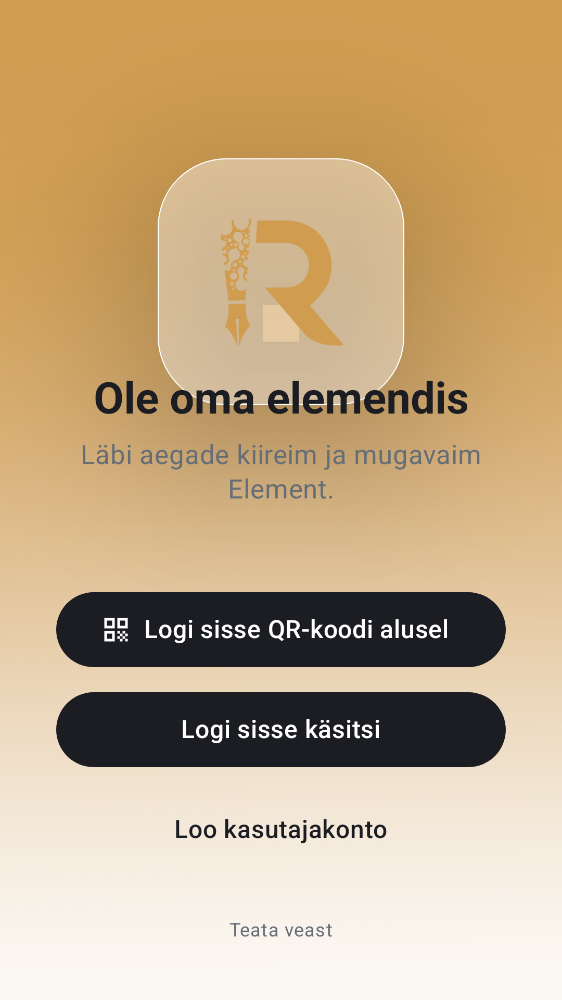 R
Ole oma elemendis
Läbi aegade kiireim ja mugavaim
Element.
Logi sisse QR-koodi alusel
Logi sisse käsitsi
Loo kasutajakonto
Teata veast